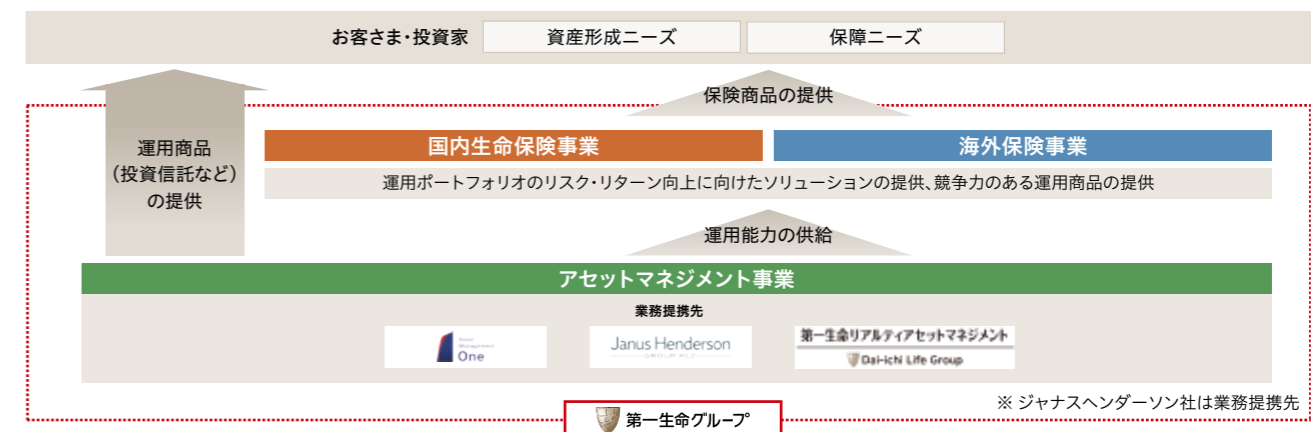 お客さま・投資家
資産形成ニーズ
保障ニーズ
保険商品の提供
運用商品
（投資信託など）
の提供
国内生命保険事業
海外保険事業
運用ポートフォリオのリスク・リターン向上に向けたソリューションの提供、競争力のある運用商品の提供
運用能力の供給
アセットマネジメント事業
業務提携先
Asset
Management
One
Janus Henderson
GROUP PLC
第一生命リアルティアセットマネジメント
Dai-ichi Life Group
※ ジャナスヘンダーソン社は業務提携先
第一生命グループ